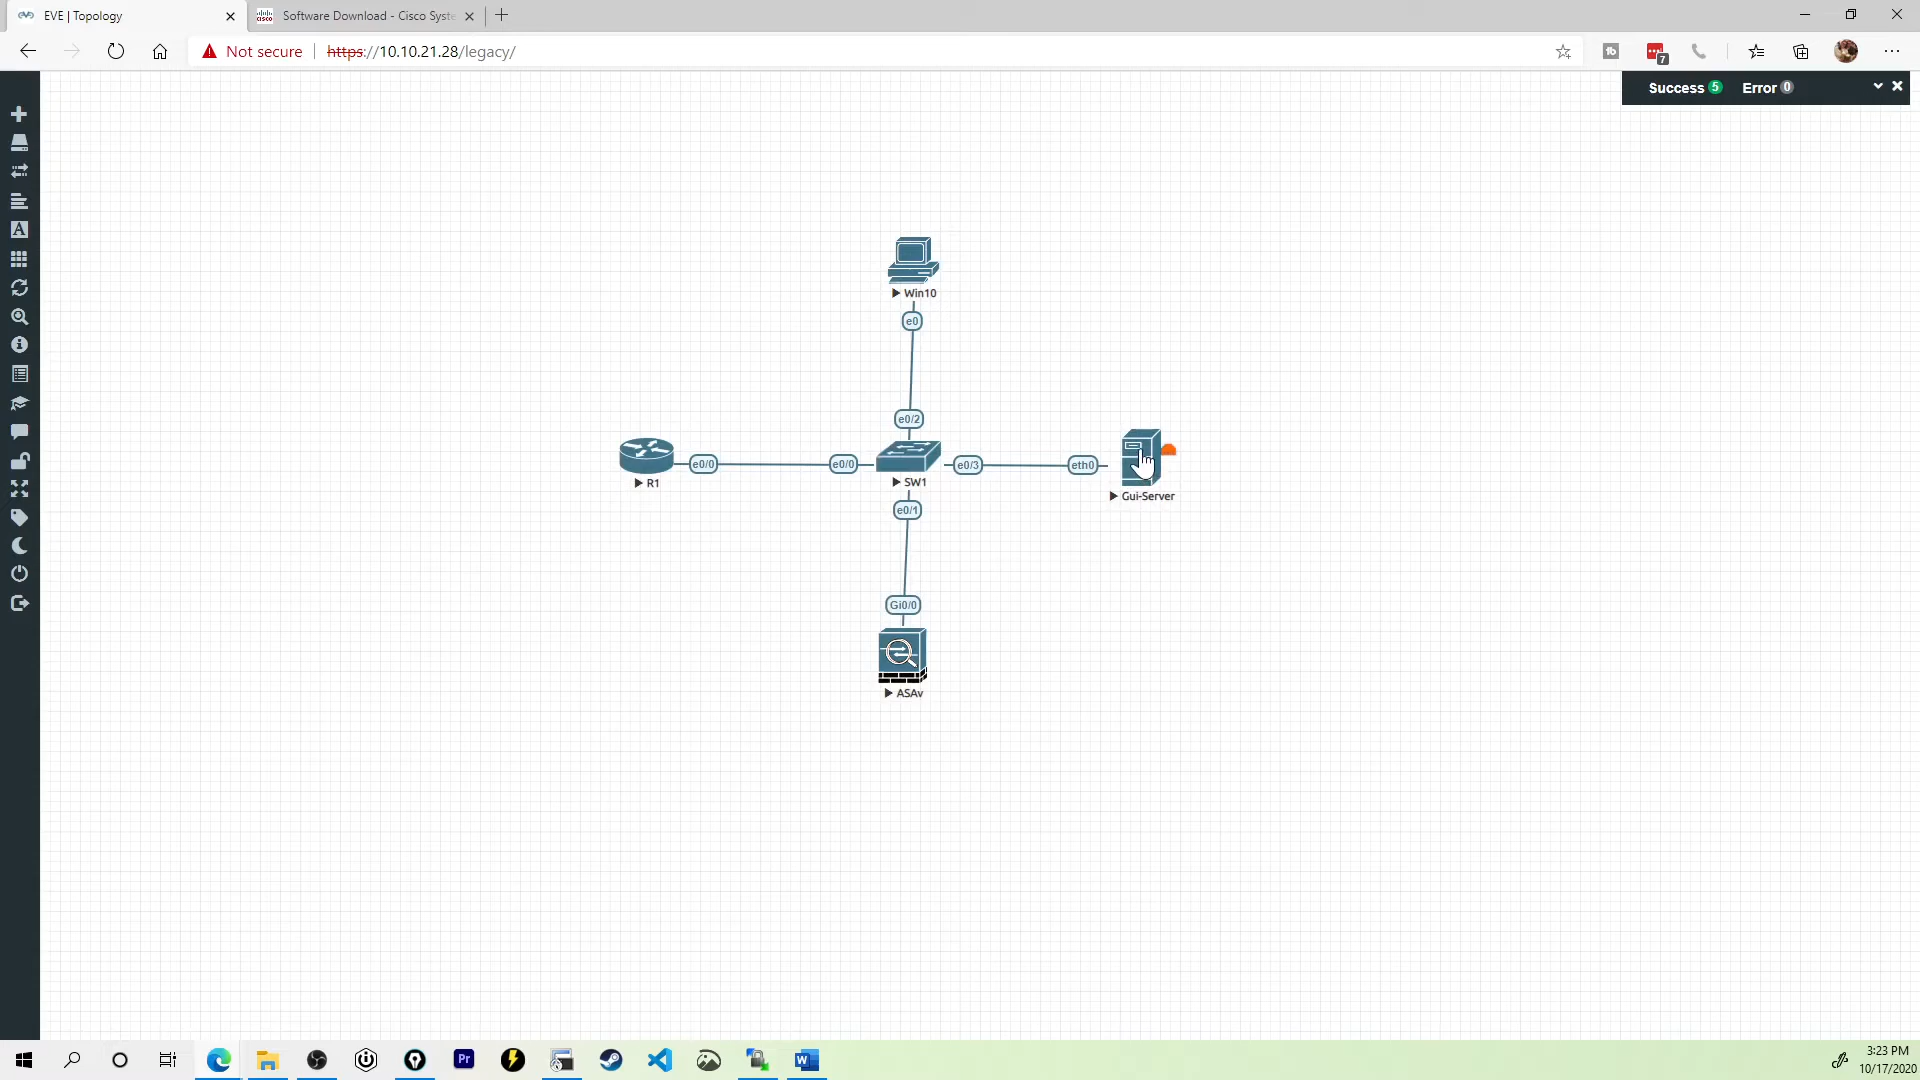 EVE | Topology
Software Download - Cisco Syste
Not secure
https://10.10.21.28/legacy/
7
Success 5 Error 0
Win10
e0
e0/2
R1
e0/0
e0/0
SW1
e0/3
eth0
Gui-Server
e0/1
Gi0/0
ASAv
3:23 PM
10/17/2020